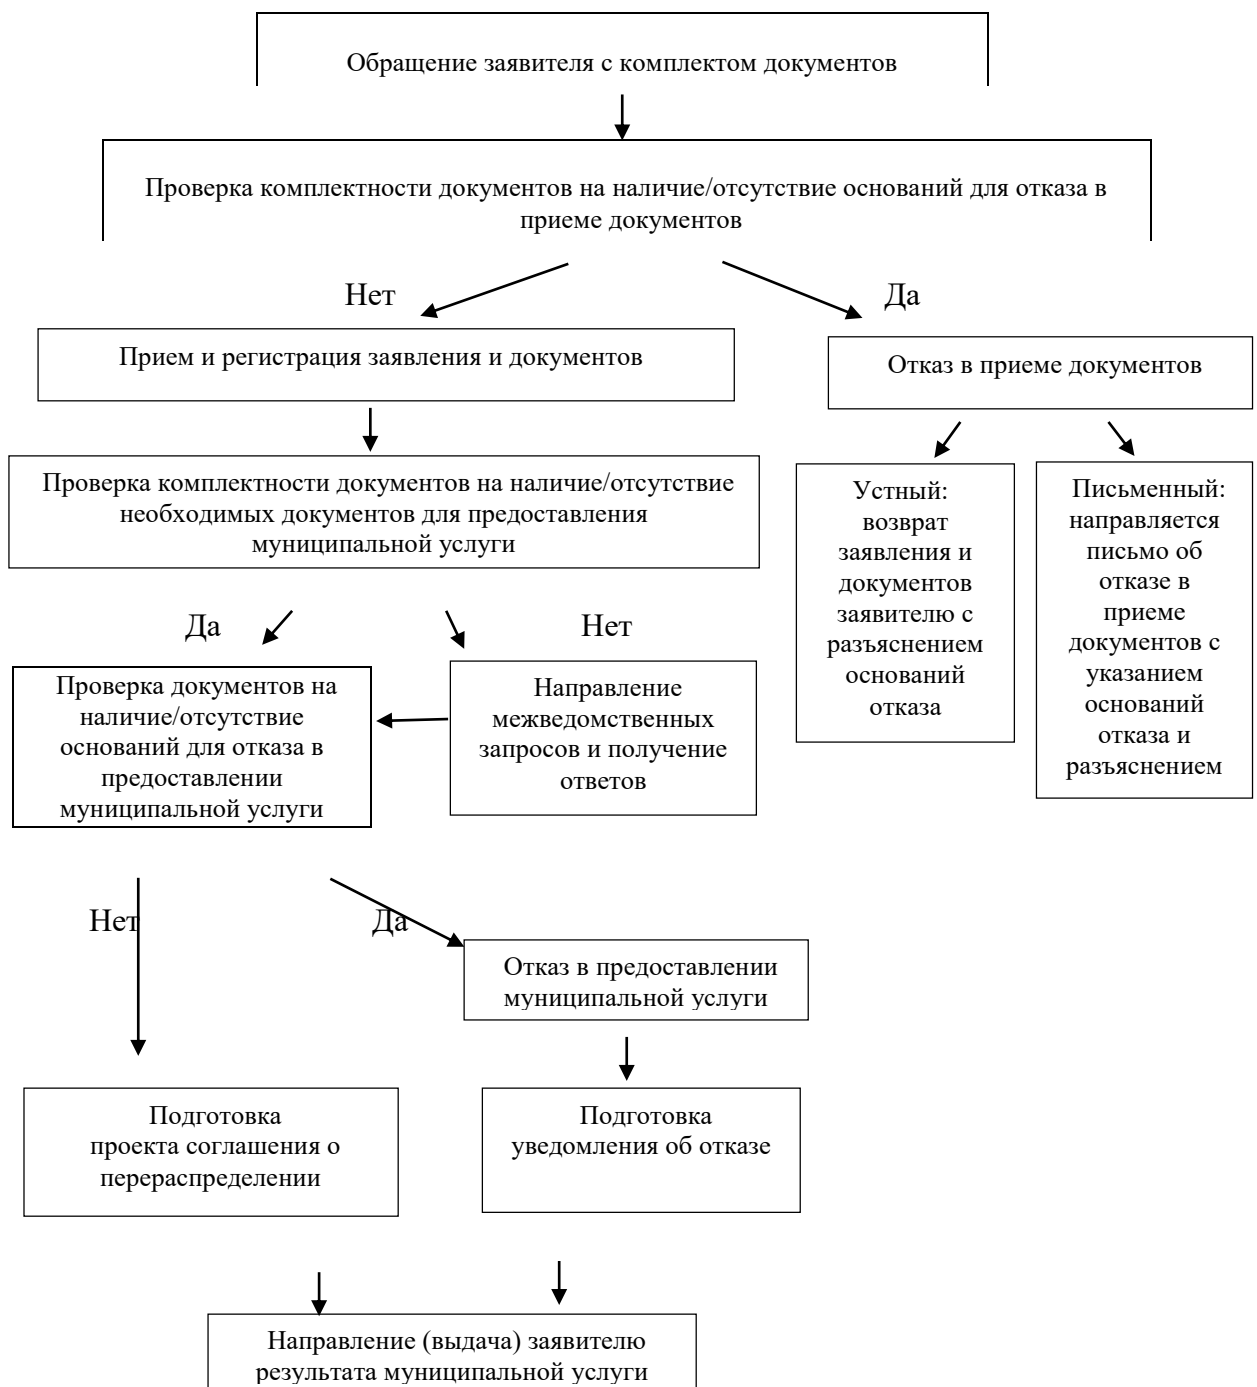 Обращение заявителя с комплектом документов
Проверка комплектности документов на наличие/отсутствие оснований для отказа в
приеме документов
Нет
Да
Прием и регистрация заявления и документов
Отказ в приеме документов
Проверка комплектности документов на наличие/отсутствие
необходимых документов для предоставления
муниципальной услуги
Устный:
возврат
заявления и
документов
заявителю с
разъяснением
оснований
отказа
Письменный:
направляется
письмо об
отказе в
приеме
документов с
указанием
оснований
отказа и
разъяснением
Да
Нет
Проверка документов на
наличие/отсутствие
оснований для отказа в
предоставлении
муниципальной услуги
Направление
межведомственных
запросов и получение
ответов
Нет
Да
Отказ в предоставлении
муниципальной услуги
Подготовка
проекта соглашения о
перераспределении
Подготовка
уведомления об отказе
Направление (выдача) заявителю
результата муниципальной услуги